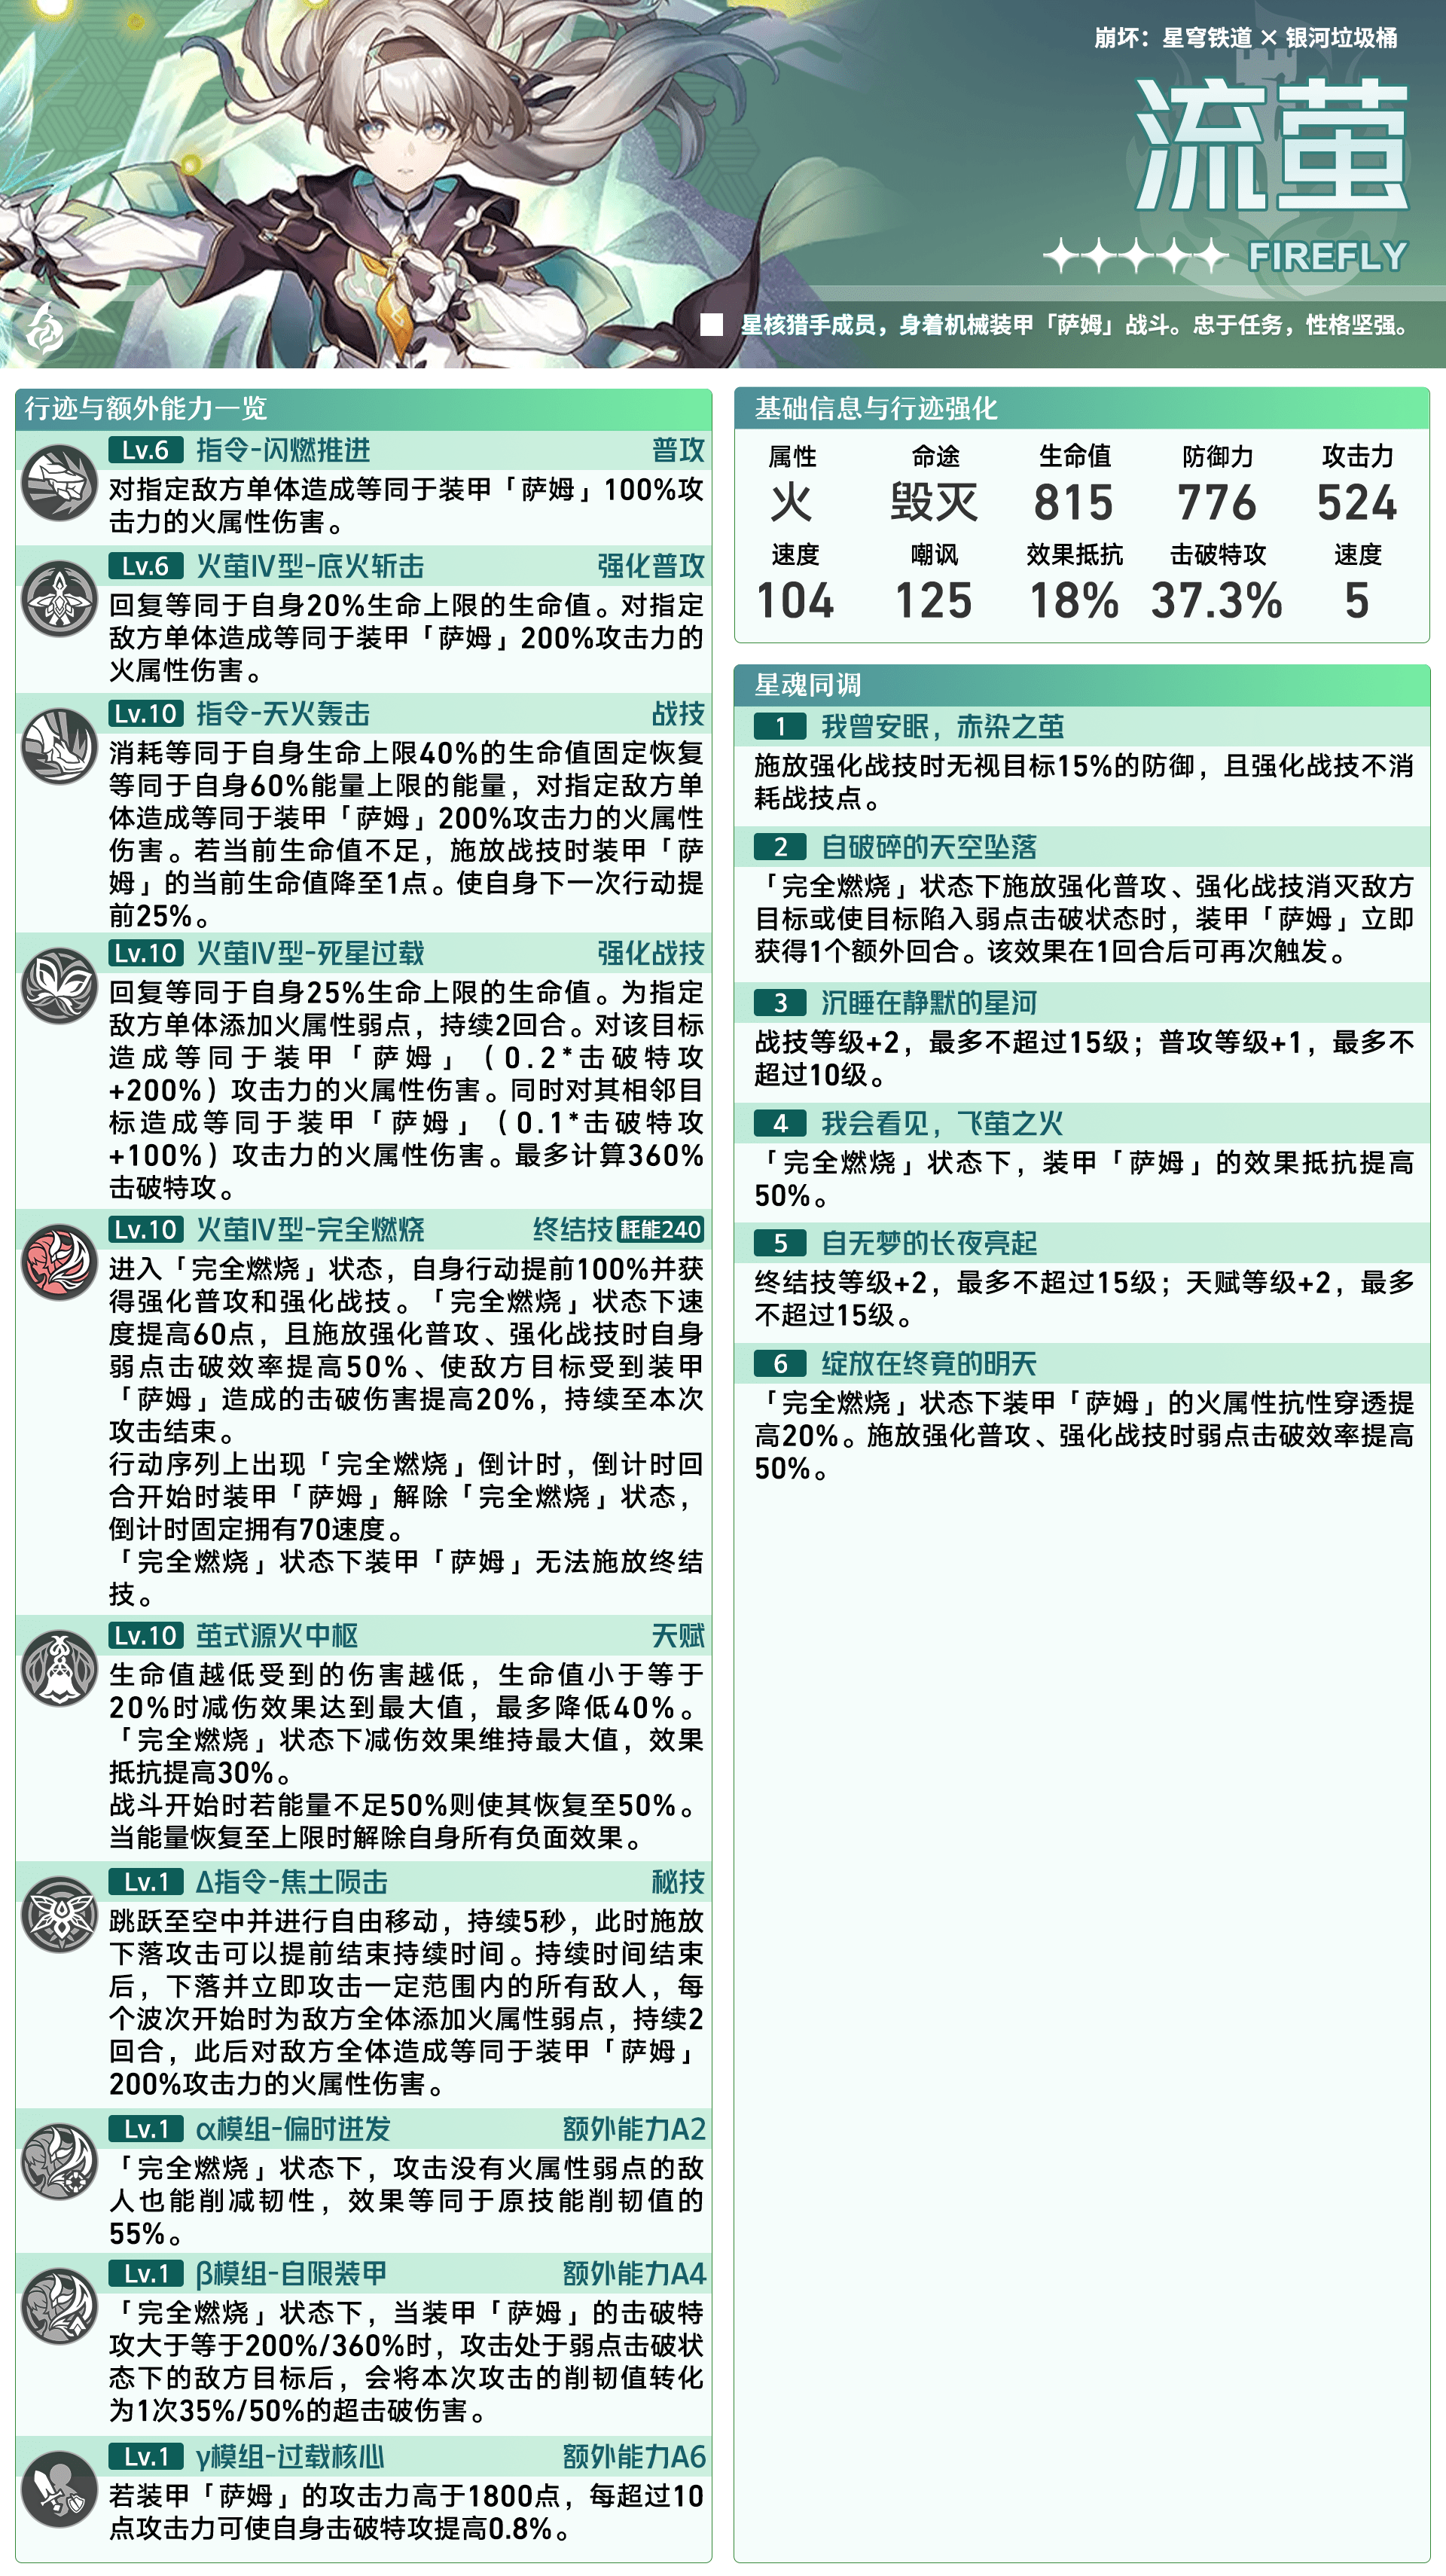 崩坏：星穹铁道 × 银河垃圾桶
流萤
FIREFLY
星核猎手成员，身着机械装甲「萨姆」战斗。忠于任务，性格坚强。
行迹与额外能力一览
Lv.6 指令-闪燃推进 普攻
对指定敌方单体造成等同于装甲「萨姆」100%攻
击力的火属性伤害。
Lv.6 火萤Ⅳ型-底火斩击 强化普攻
回复等同于自身20%生命上限的生命值。对指定
敌方单体造成等同于装甲「萨姆」200%攻击力的
火属性伤害。
Lv.10 指令-天火轰击 战技
消耗等同于自身生命上限40%的生命值固定恢复
等同于自身60%能量上限的能量，对指定敌方单
体造成等同于装甲「萨姆」200%攻击力的火属性
伤害。若当前生命值不足，施放战技时装甲「萨
姆」的当前生命值降至1点。使自身下一次行动提
前25%。
Lv.10 火萤Ⅳ型-死星过载 强化战技
回复等同于自身25%生命上限的生命值。为指定
敌方单体添加火属性弱点，持续2回合。对该目标
造成等同于装甲「萨姆」（0.2*击破特攻
+200%）攻击力的火属性伤害。同时对其相邻目
标造成等同于装甲「萨姆」（0.1*击破特攻
+100%）攻击力的火属性伤害。最多计算360%
击破特攻。
Lv.10 火萤Ⅳ型-完全燃烧 终结技 耗能240
进入「完全燃烧」状态，自身行动提前100%并获
得强化普攻和强化战技。「完全燃烧」状态下速
度提高60点，且施放强化普攻、强化战技时自身
弱点击破效率提高50%、使敌方目标受到装甲
「萨姆」造成的击破伤害提高20%，持续至本次
攻击结束。
行动序列上出现「完全燃烧」倒计时，倒计时回
合开始时装甲「萨姆」解除「完全燃烧」状态，
倒计时固定拥有70速度。
「完全燃烧」状态下装甲「萨姆」无法施放终结
技。
Lv.10 茧式源火中枢 天赋
生命值越低受到的伤害越低，生命值小于等于
20%时减伤效果达到最大值，最多降低40%。
「完全燃烧」状态下减伤效果维持最大值，效果
抵抗提高30%。
战斗开始时若能量不足50%则使其恢复至50%。
当能量恢复至上限时解除自身所有负面效果。
Lv.1 Δ指令-焦土陨击 秘技
跳跃至空中并进行自由移动，持续5秒，此时施放
下落攻击可以提前结束持续时间。持续时间结束
后，下落并立即攻击一定范围内的所有敌人，每
个波次开始时为敌方全体添加火属性弱点，持续2
回合，此后对敌方全体造成等同于装甲「萨姆」
200%攻击力的火属性伤害。
Lv.1 α模组-偏时迸发 额外能力A2
「完全燃烧」状态下，攻击没有火属性弱点的敌
人也能削减韧性，效果等同于原技能削韧值的
55%。
Lv.1 β模组-自限装甲 额外能力A4
「完全燃烧」状态下，当装甲「萨姆」的击破特
攻大于等于200%/360%时，攻击处于弱点击破状
态下的敌方目标后，会将本次攻击的削韧值转化
为1次35%/50%的超击破伤害。
Lv.1 γ模组-过载核心 额外能力A6
若装甲「萨姆」的攻击力高于1800点，每超过10
点攻击力可使自身击破特攻提高0.8%。
基础信息与行迹强化
属性 命途 生命值 防御力 攻击力
火 毁灭 815 776 524
速度 嘲讽 效果抵抗 击破特攻 速度
104 125 18% 37.3% 5
星魂同调
1 我曾安眠，赤染之茧
施放强化战技时无视目标15%的防御，且强化战技不消
耗战技点。
2 自破碎的天空坠落
「完全燃烧」状态下施放强化普攻、强化战技消灭敌方
目标或使目标陷入弱点击破状态时，装甲「萨姆」立即
获得1个额外回合。该效果在1回合后可再次触发。
3 沉睡在静默的星河
战技等级+2，最多不超过15级；普攻等级+1，最多不
超过10级。
4 我会看见，飞萤之火
「完全燃烧」状态下，装甲「萨姆」的效果抵抗提高
50%。
5 自无梦的长夜亮起
终结技等级+2，最多不超过15级；天赋等级+2，最多
不超过15级。
6 绽放在终竟的明天
「完全燃烧」状态下装甲「萨姆」的火属性抗性穿透提
高20%。施放强化普攻、强化战技时弱点击破效率提高
50%。